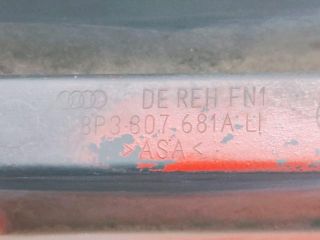 DE REH FN1
8P3 807 681A LI
>ASA<